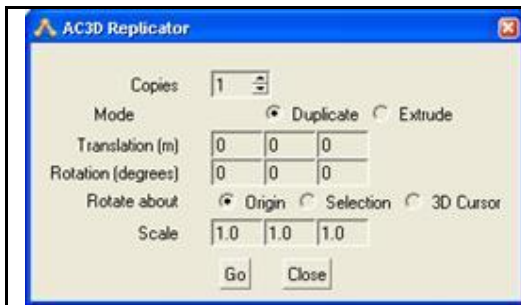 AC3D Replicator
Copies 1
Mode Duplicate Extrude
Translation (m) 0 0 0
Rotation (degrees) 0 0 0
Rotate about Origin Selection 3D Cursor
Scale 1.0 1.0 1.0
Go Close